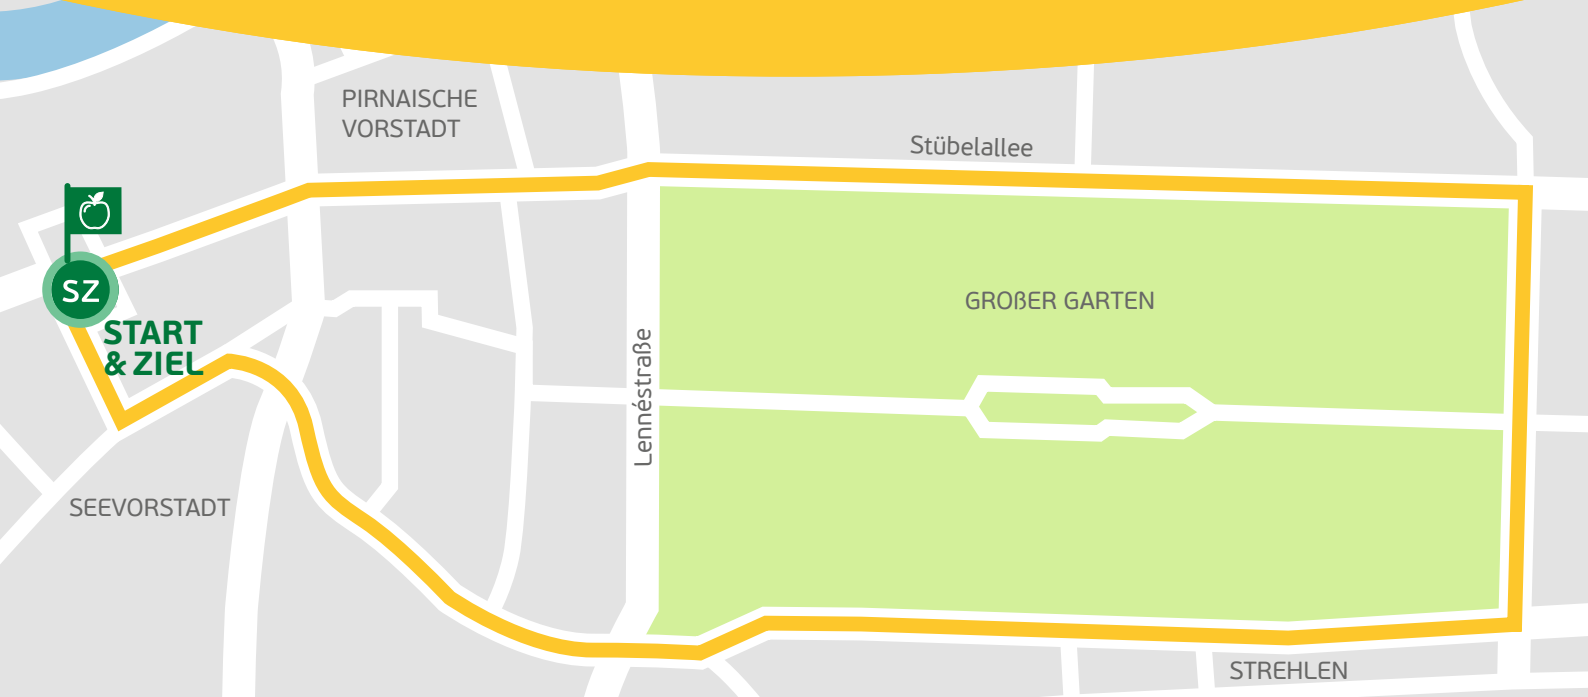 PIRNAISCHE
VORSTADT
Stübelallee
SZ
START
& ZIEL
GROßER GARTEN
Lennéstraße
SEEVORSTADT
STREHLEN